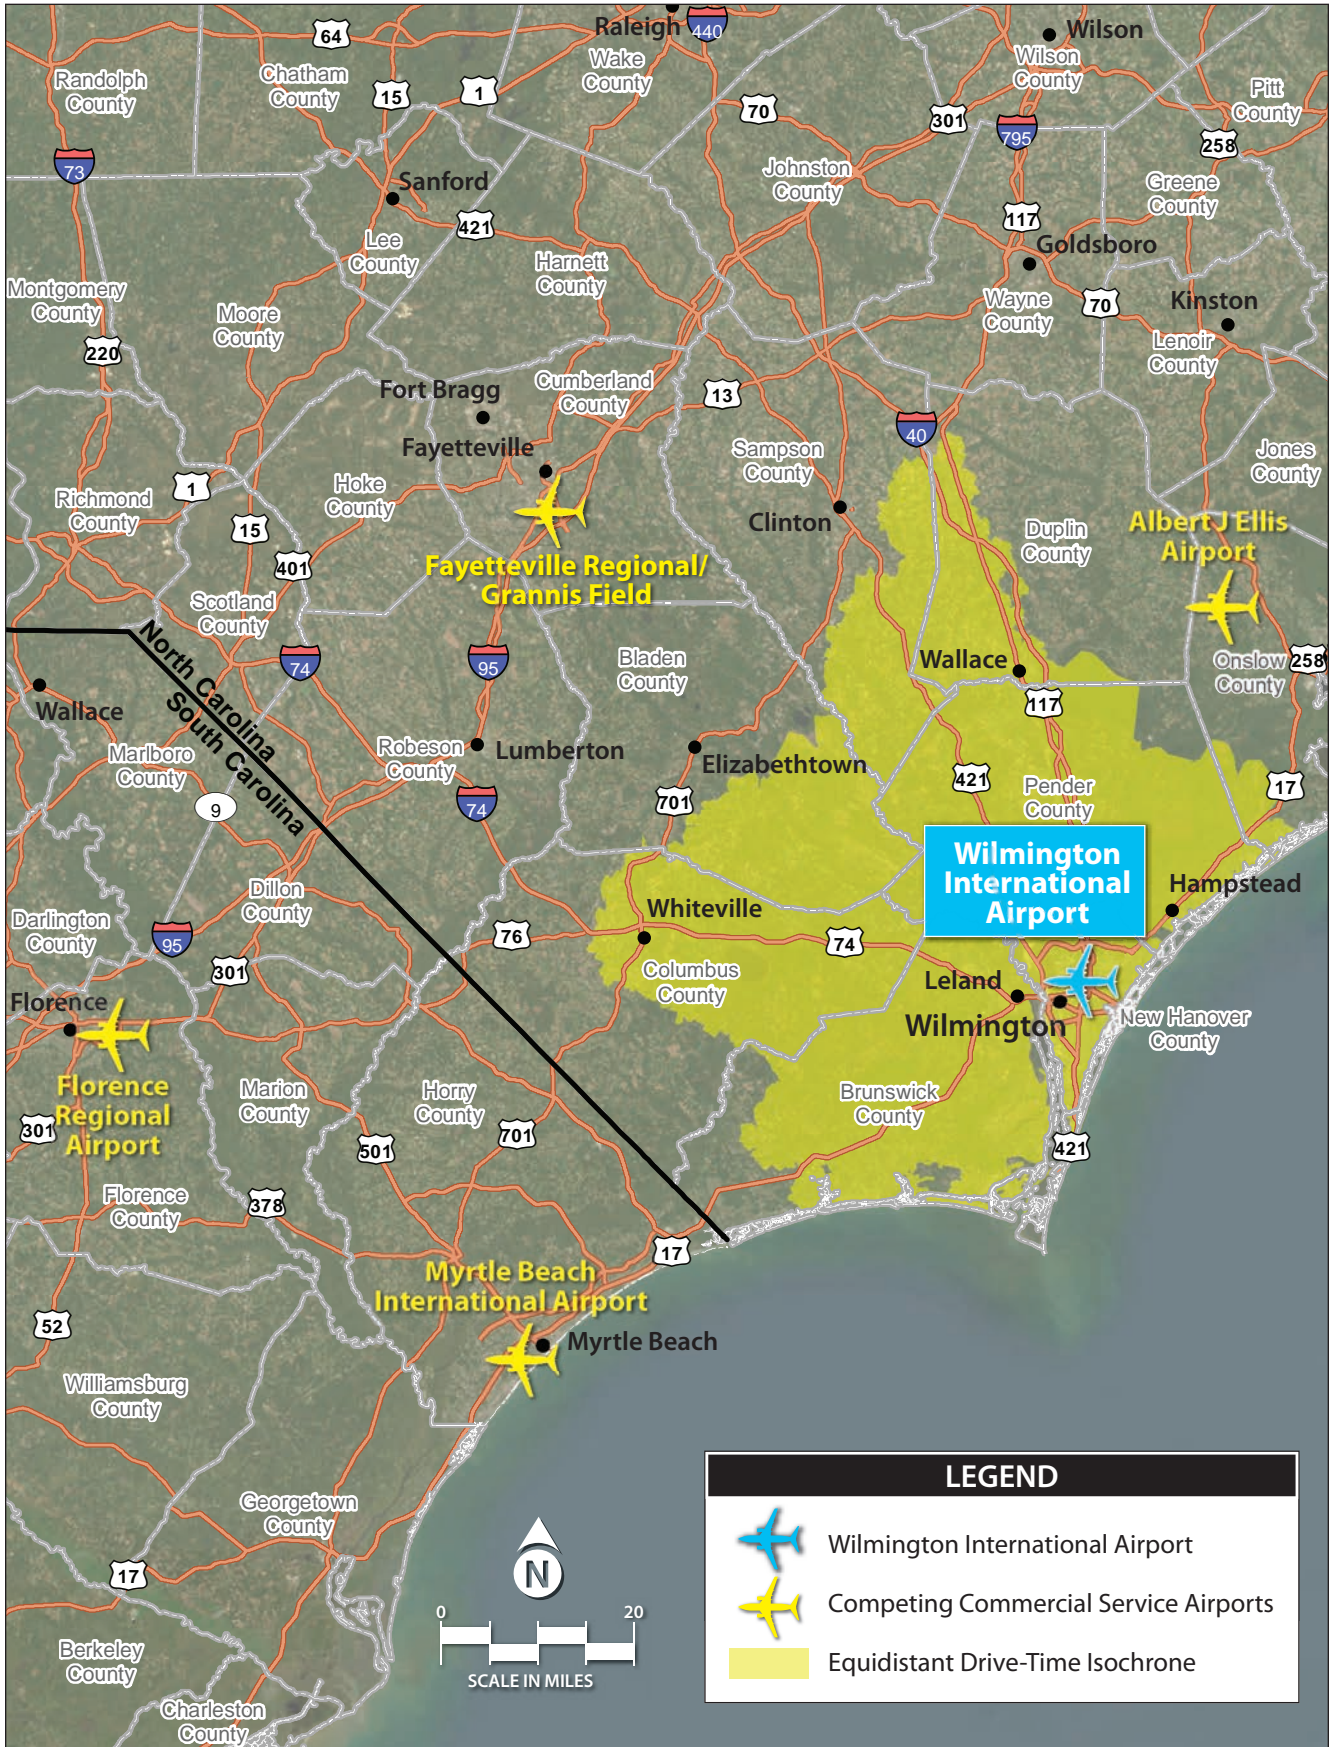 Raleigh
440
Wilson
64
Wake
County
Wilson
County
Randolph
County
Chatham
County
15
1
70
301
795
Pitt
County
258
73
Sanford
Johnston
County
Greene
County
421
117
Lee
County
Harnett
County
Goldsboro
Montgomery
County
Moore
County
Wayne
County
70
Kinston
220
Lenoir
County
Fort Bragg
Cumberland
County
13
Fayetteville
40
Sampson
County
Jones
County
Richmond
County
1
Hoke
County
15
Clinton
Duplin
County
Albert J Ellis
Airport
401
Fayetteville Regional/
Grannis Field
Scotland
County
74
95
Bladen
County
Wallace
Onslow
County
258
North Carolina
South Carolina
Wallace
117
Marlboro
County
Robeson
County
Lumberton
Elizabethtown
9
74
701
421
Pender
County
17
Wilmington
International
Airport
Dillon
County
Hampstead
Whiteville
Darlington
County
95
76
74
301
Columbus
County
Leland
Florence
Wilmington
New Hanover
County
Florence
Regional
Airport
Marion
County
Horry
County
Brunswick
County
301
501
701
421
Florence
County
378
17
Myrtle Beach
International Airport
52
Myrtle Beach
Williamsburg
County
LEGEND
Georgetown
County
Wilmington International Airport
17
N
Competing Commercial Service Airports
0 20
Berkeley
County
Equidistant Drive-Time Isochrone
SCALE IN MILES
Charleston
County